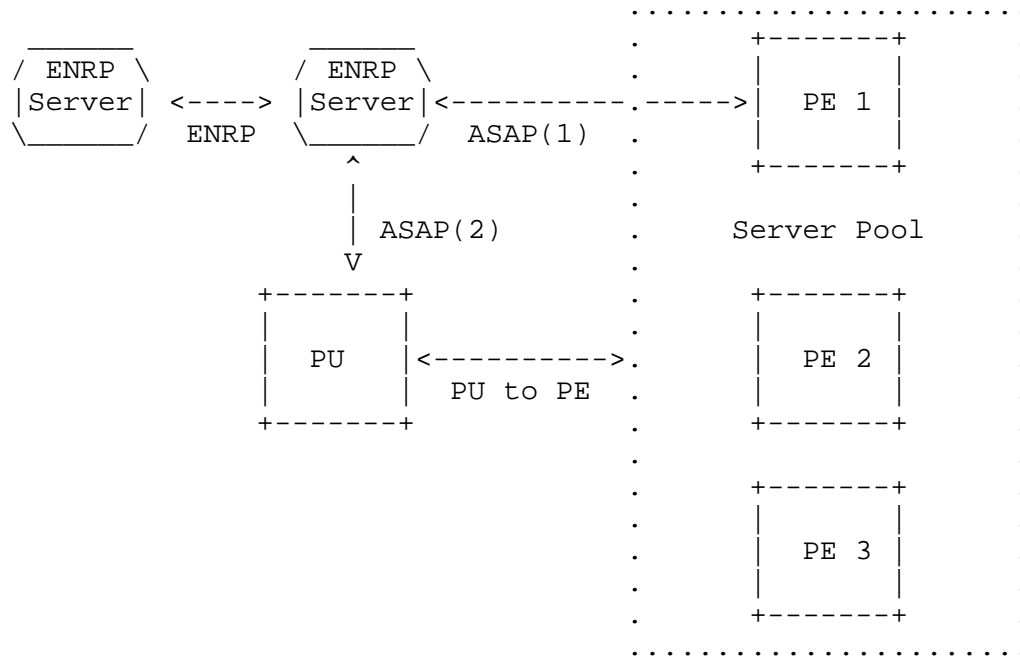 ENRP ENRP
Server <----> Server <---------- -----> PE 1
ENRP ASAP(1)
ASAP(2)
Server Pool
V
PU <----------> PE 2
PU to PE
PE 3